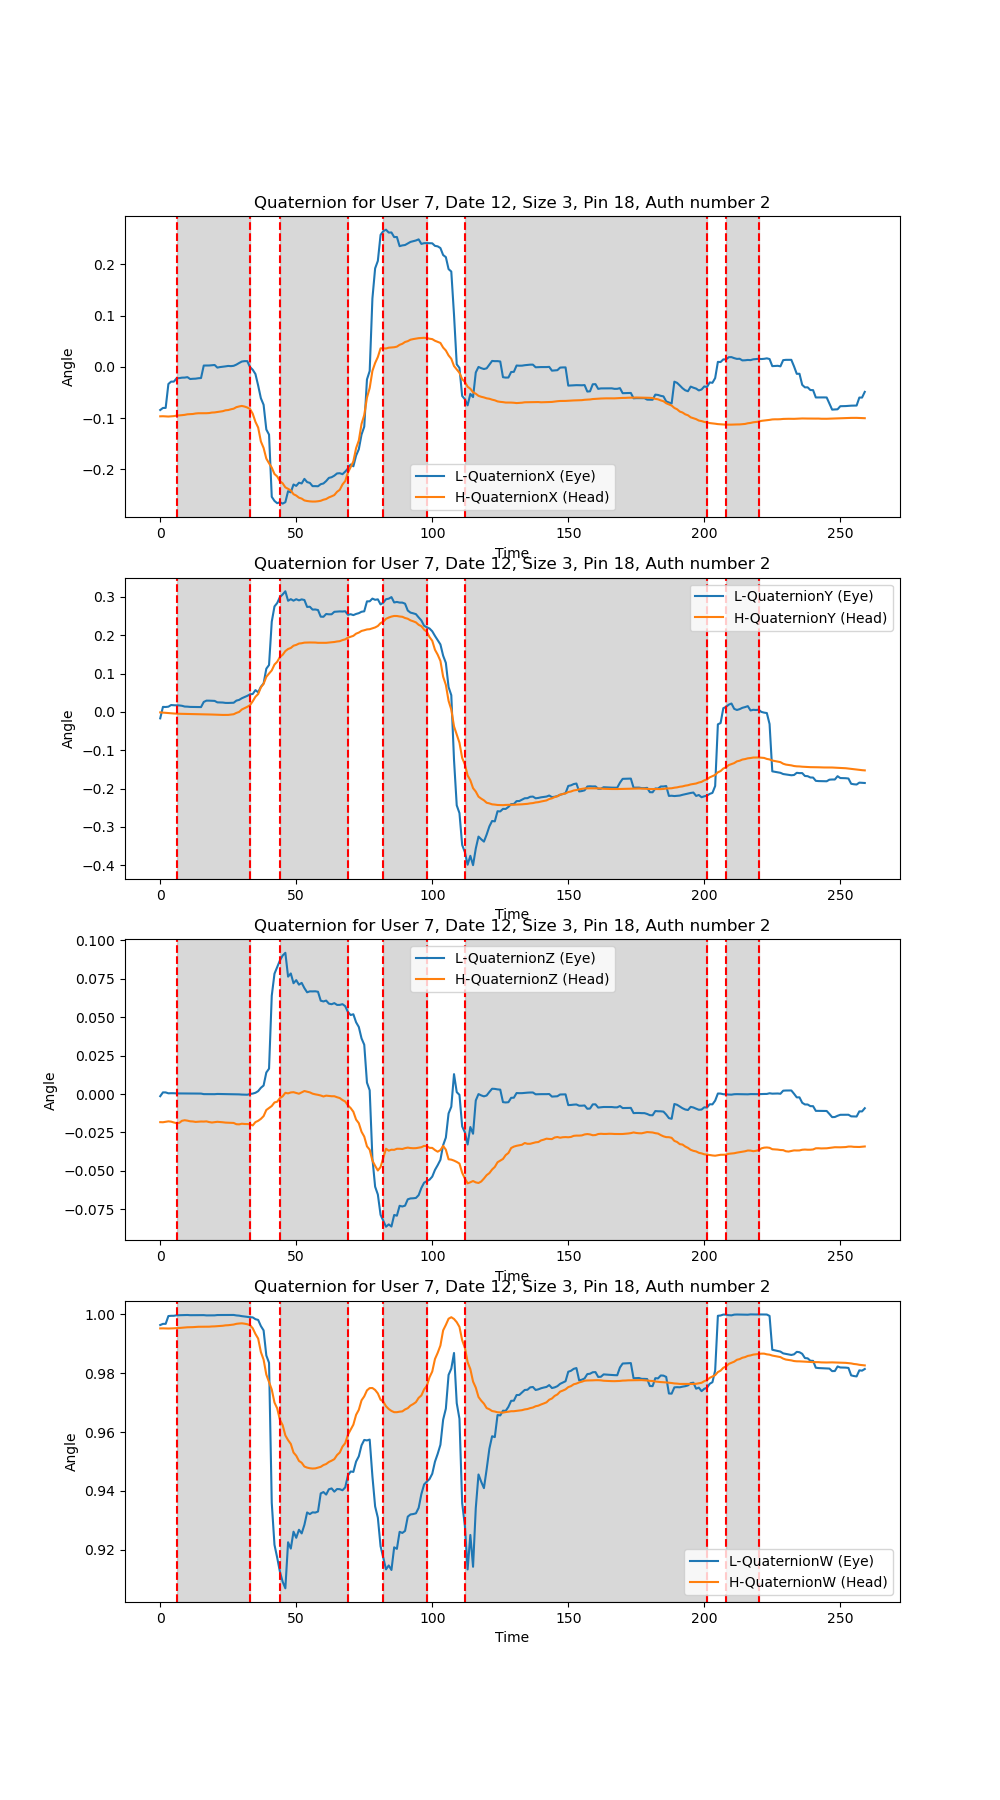 Quaternion for User 7, Date 12, Size 3, Pin 18, Auth number 2
0.2
0.1
0.0
−0.1
−0.2
Angle
L-QuaternionX (Eye)
H-QuaternionX (Head)
0 50 100 150 200 250
Time
Quaternion for User 7, Date 12, Size 3, Pin 18, Auth number 2
0.3
0.2
0.1
0.0
−0.1
−0.2
−0.3
−0.4
Angle
L-QuaternionY (Eye)
H-QuaternionY (Head)
0 50 100 150 200 250
Time
Quaternion for User 7, Date 12, Size 3, Pin 18, Auth number 2
0.100
0.075
0.050
0.025
0.000
−0.025
−0.050
−0.075
Angle
L-QuaternionZ (Eye)
H-QuaternionZ (Head)
0 50 100 150 200 250
Time
Quaternion for User 7, Date 12, Size 3, Pin 18, Auth number 2
1.00
0.98
0.96
0.94
0.92
Angle
L-QuaternionW (Eye)
H-QuaternionW (Head)
0 50 100 150 200 250
Time